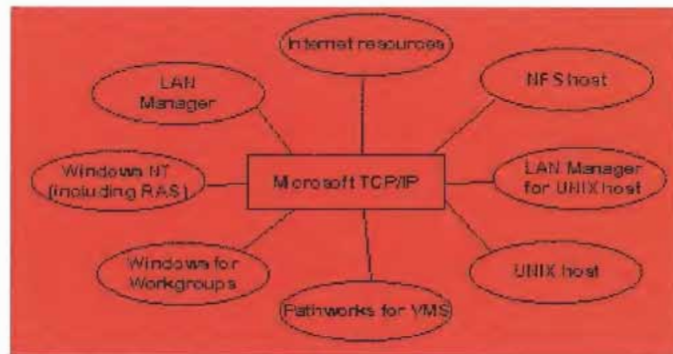 Internet resources
LAN
Manager
NFS host
Windows NT
(including RAS)
Microsoft TCP/IP
LAN Manager
for UNIX host
Windows for
Workgroups
UNIX host
Pathworks for VMS